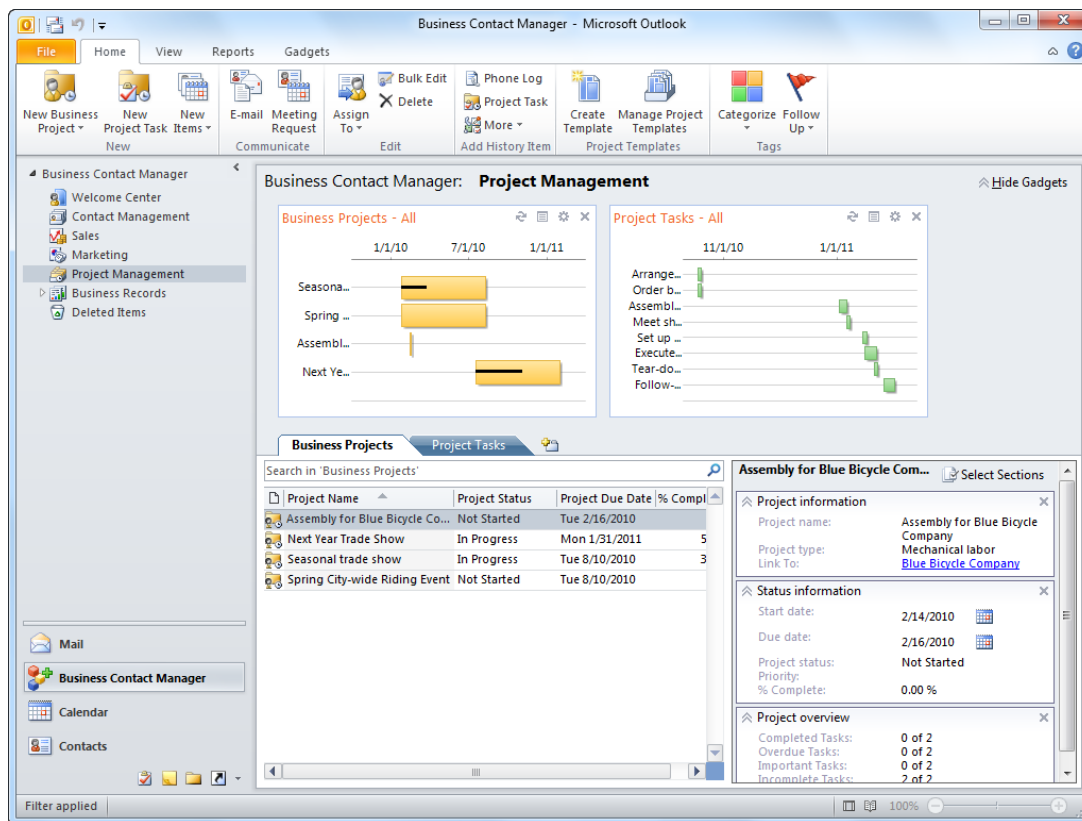 Business Contact Manager - Microsoft Outlook
File Home View Reports Gadgets
New Business Project
New Project Task
New Items
New
E-mail
Meeting Request
Communicate
Assign To
Bulk Edit
Delete
Edit
Phone Log
Project Task
More
Add History Item
Create Template
Manage Project Templates
Project Templates
Categorize
Follow Up
Tags
Business Contact Manager
Welcome Center
Contact Management
Sales
Marketing
Project Management
Business Records
Deleted Items
Mail
Business Contact Manager
Calendar
Contacts
Business Contact Manager: Project Management
Hide Gadgets
Business Projects - All
1/1/10 7/1/10 1/1/11
Seasona...
Spring ...
Assembl...
Next Ye...
Project Tasks - All
11/1/10 1/1/11
Arrange...
Order b...
Assembl...
Meet sh...
Set up ...
Execute...
Tear-do...
Follow-...
Business Projects Project Tasks
Search in 'Business Projects'
Project Name Project Status Project Due Date % Compl
Assembly for Blue Bicycle Co... Not Started Tue 2/16/2010
Next Year Trade Show In Progress Mon 1/31/2011 5
Seasonal trade show In Progress Tue 8/10/2010 3
Spring City-wide Riding Event Not Started Tue 8/10/2010
Assembly for Blue Bicycle Com... Select Sections
Project information
Project name: Assembly for Blue Bicycle
Company
Project type: Mechanical labor
Link To: Blue Bicycle Company
Status information
Start date: 2/14/2010
Due date: 2/16/2010
Project status: Not Started
Priority:
% Complete: 0.00 %
Project overview
Completed Tasks: 0 of 2
Overdue Tasks: 0 of 2
Important Tasks: 0 of 2
Incomplete Tasks: 2 of 2
Filter applied
100%